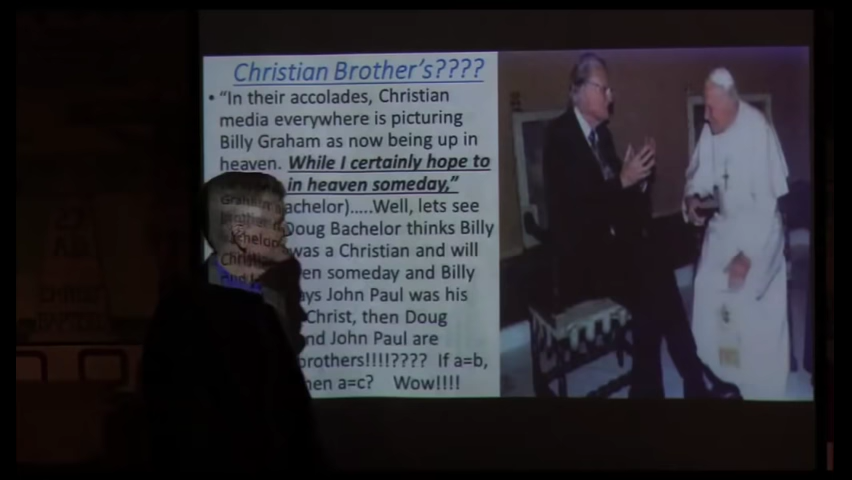 Christian Brother's????
• "In their accolades, Christian
media everywhere is picturing
Billy Graham as now being up in
heaven. While I certainly hope to
in heaven someday,"
achelor).....Well, lets see
Doug Bachelor thinks Billy
was a Christian and will
en someday and Billy
ays John Paul was his
Christ, then Doug
nd John Paul are
brothers!!!!???? If a=b,
hen a=c? Wow!!!!